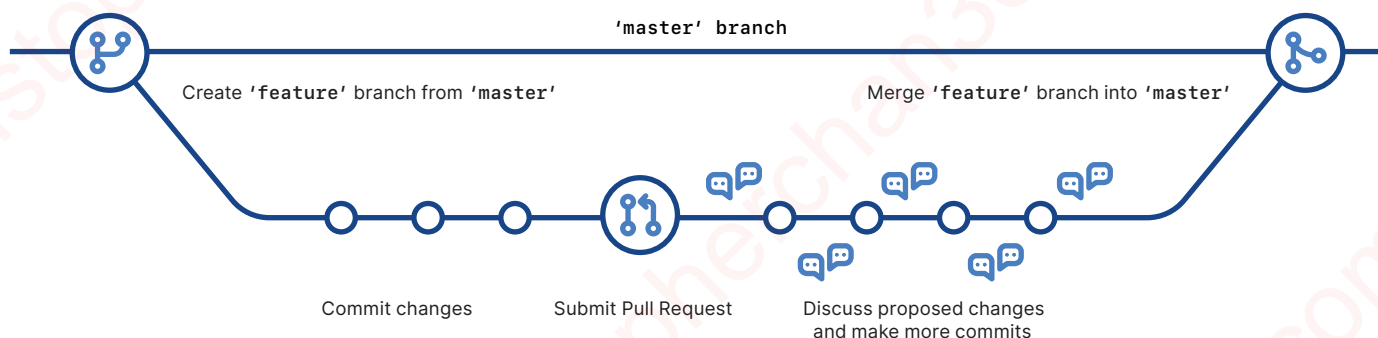 ‘master’ branch
Create ‘feature’ branch from ‘master’
Merge ‘feature’ branch into ‘master’
Commit changes
Submit Pull Request
Discuss proposed changes
and make more commits